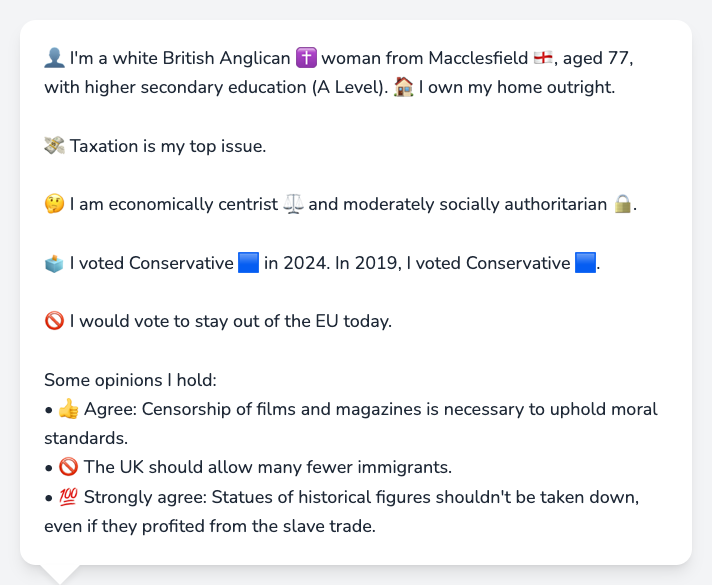 👤 I'm a white British Anglican ✝️ woman from Macclesfield 🏴󠁧󠁢󠁥󠁮󠁧󠁿, aged 77,
with higher secondary education (A Level). 🏠 I own my home outright.
💸 Taxation is my top issue.
🤔 I am economically centrist ⚖️ and moderately socially authoritarian 🔒.
🗳️ I voted Conservative 🟦 in 2024. In 2019, I voted Conservative 🟦.
🚫 I would vote to stay out of the EU today.
Some opinions I hold:
• 👍 Agree: Censorship of films and magazines is necessary to uphold moral
standards.
• 🚫 The UK should allow many fewer immigrants.
• 💯 Strongly agree: Statues of historical figures shouldn't be taken down,
even if they profited from the slave trade.